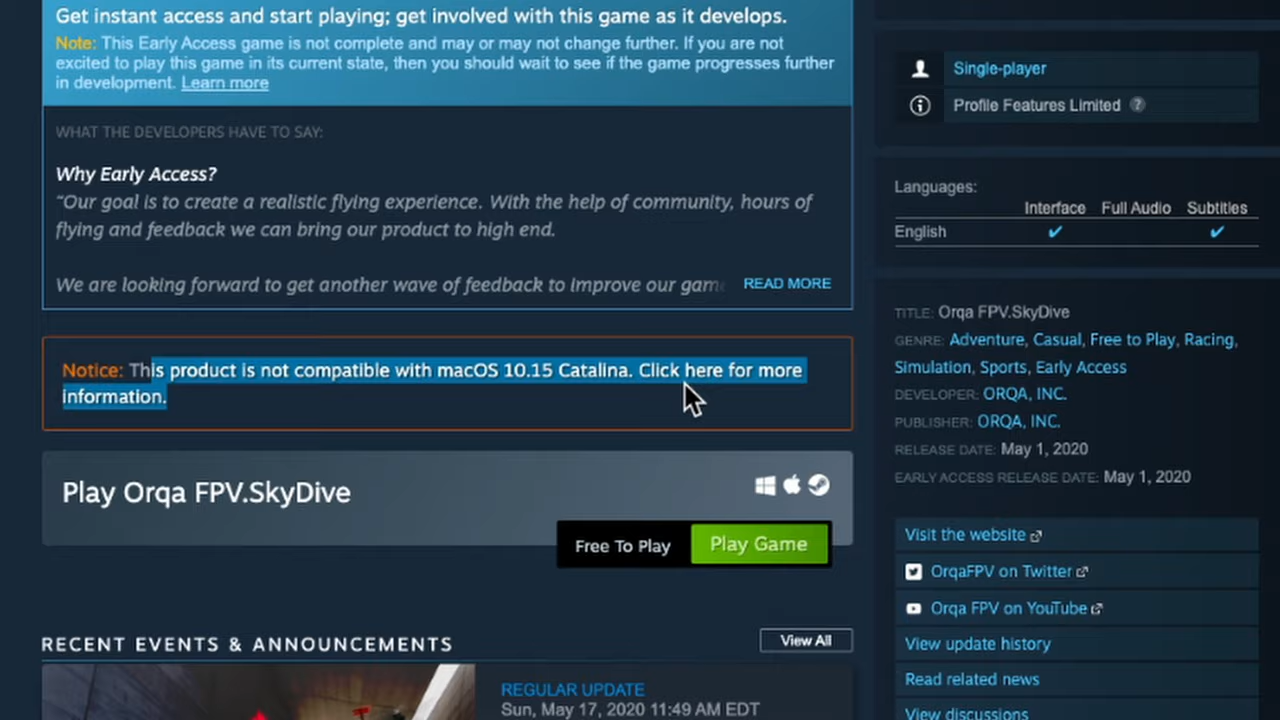 Get instant access and start playing; get involved with this game as it develops.
Note: This Early Access game is not complete and may or may not change further. If you are not
excited to play this game in its current state, then you should wait to see if the game progresses further
in development. Learn more
WHAT THE DEVELOPERS HAVE TO SAY:
Why Early Access?
“Our goal is to create a realistic flying experience. With the help of community, hours of
flying and feedback we can bring our product to high end.
We are looking forward to get another wave of feedback to improve our game
READ MORE
Notice: This product is not compatible with macOS 10.15 Catalina. Click here for more
information.
Play Orqa FPV.SkyDive
Free To Play
Play Game
RECENT EVENTS & ANNOUNCEMENTS
View All
REGULAR UPDATE
Sun, May 17, 2020 11:49 AM EDT
Single-player
Profile Features Limited ?
Languages:
Interface Full Audio Subtitles
English ✔ ✔
TITLE: Orqa FPV.SkyDive
GENRE: Adventure, Casual, Free to Play, Racing,
Simulation, Sports, Early Access
DEVELOPER: ORQA, INC.
PUBLISHER: ORQA, INC.
RELEASE DATE: May 1, 2020
EARLY ACCESS RELEASE DATE: May 1, 2020
Visit the website
OrqaFPV on Twitter
Orqa FPV on YouTube
View update history
Read related news
View discussions